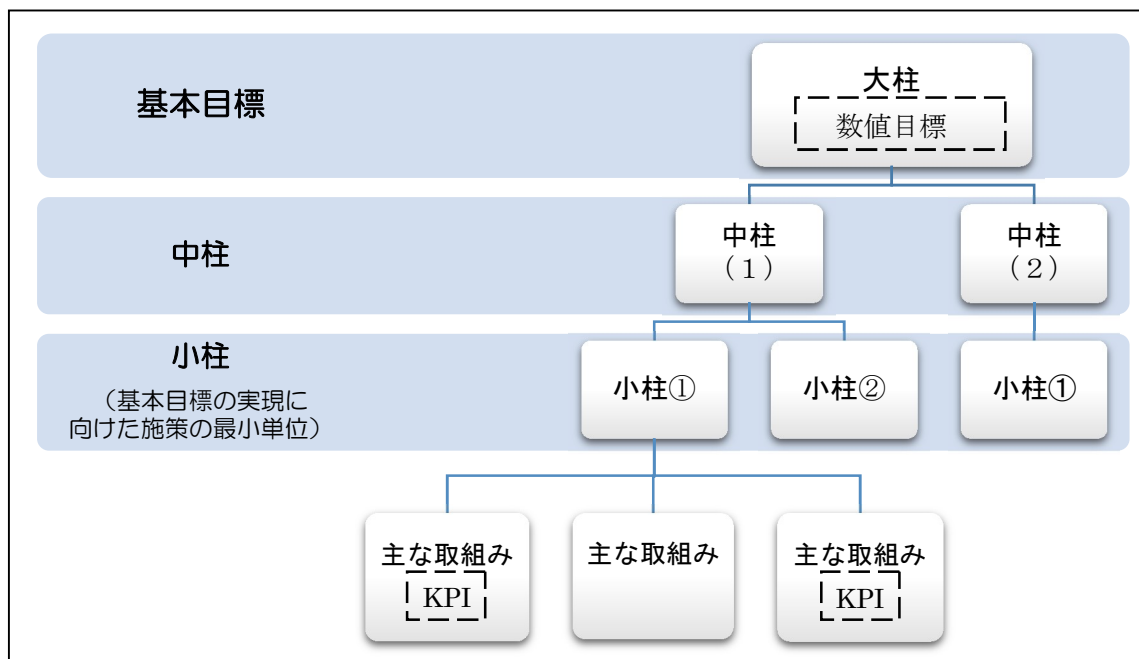 基本目標
大柱
数値目標
中柱
中柱
（１）
中柱
（２）
小柱
（基本目標の実現に
向けた施策の最小単位）
小柱①
小柱②
小柱①
主な取組み
KPI
主な取組み
主な取組み
KPI